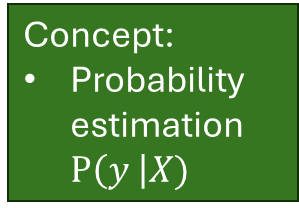 Concept:
• Probability
estimation
P(y |X)